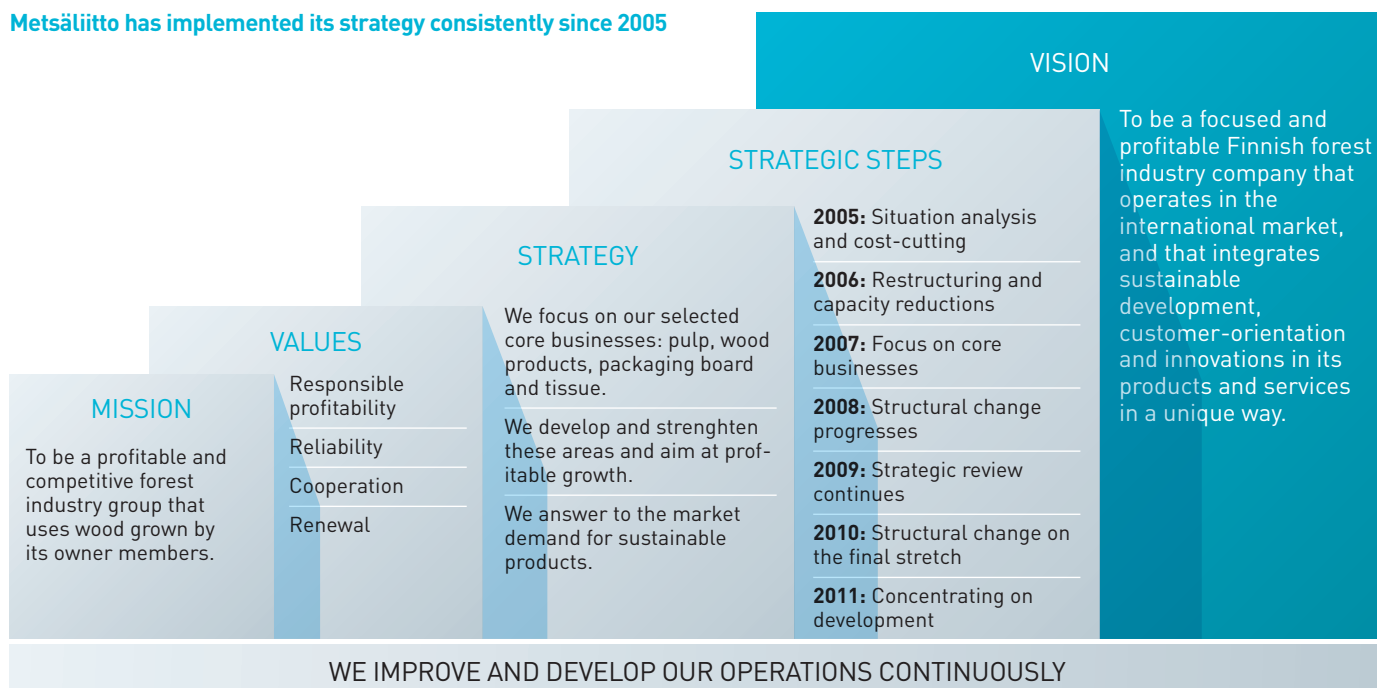 Metsäliitto has implemented its strategy consistently since 2005
MISSION
To be a profitable and
competitive forest
industry group that
uses wood grown by
its owner members.
VALUES
Responsible
profitability
Reliability
Cooperation
Renewal
STRATEGY
We focus on our selected
core businesses: pulp, wood
products, packaging board
and tissue.
We develop and strenghten
these areas and aim at prof-
itable growth.
We answer to the market
demand for sustainable
products.
STRATEGIC STEPS
2005: Situation analysis
and cost-cutting
2006: Restructuring and
capacity reductions
2007: Focus on core
businesses
2008: Structural change
progresses
2009: Strategic review
continues
2010: Structural change on
the final stretch
2011: Concentrating on
development
VISION
To be a focused and
profitable Finnish forest
industry company that
operates in the
international market,
and that integrates
sustainable
development,
customer-orientation
and innovations in its
products and services
in a unique way.
WE IMPROVE AND DEVELOP OUR OPERATIONS CONTINUOUSLY